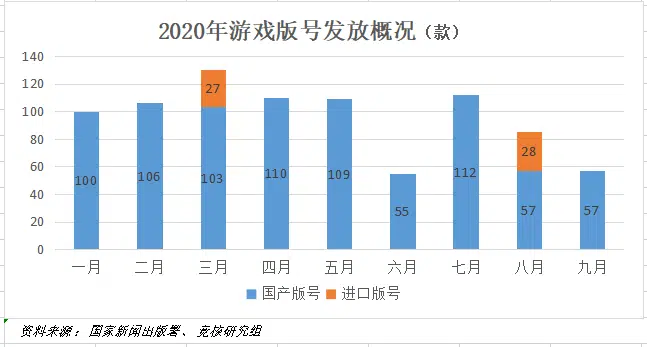 2020年游戏版号发放概况（款）
140
120
100
80
60
40
20
0
27
28
100
106
103
110
109
55
112
57
57
一月
二月
三月
四月
五月
六月
七月
八月
九月
国产版号
进口版号
资料来源：国家新闻出版署、竞核研究组